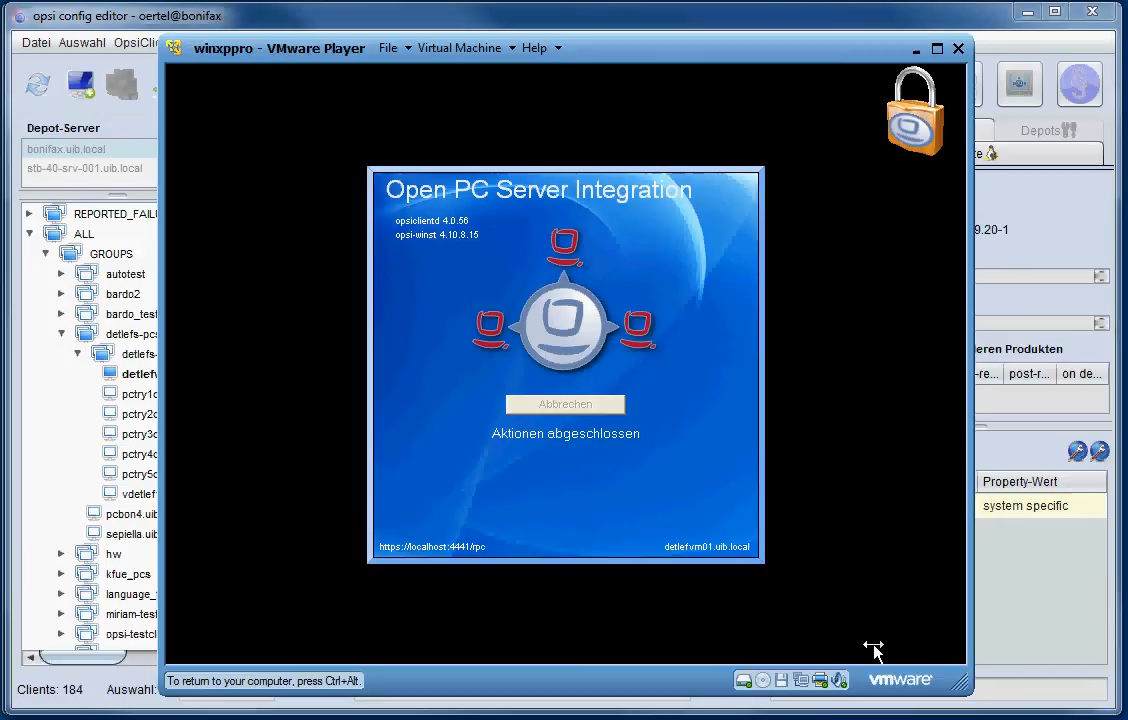 opsi config editor - oertel@bonifax
Datei Auswahl OpsiCli
winxppro - VMware Player File Virtual Machine Help
Depot-Server
bonifax.uib.local
stb-40-srv-001.uib.local
REPORTED_FAIL
ALL
GROUPS
autotest
bardo2
bardo_test
detlefs-pcs
detlefs-
detlefv
pctry1c
pctry2c
pctry3c
pctry4c
pctry5c
vdetlef
pcbon4.uib
sepiella.uib
hw
kfue_pcs
language_
miriam-test
opsi-testcl
Clients: 184 Auswahl:
Open PC Server Integration
opsiclientd 4.0.56
opsi-winst 4.10.8.15
Abbrechen
Aktionen abgeschlossen
https://localhost:4441/rpc
detlefvm01.uib.local
To return to your computer, press Ctrl+Alt.
vmware
Depots
te
9.20-1
deren Produkten
-re... post-r... on de...
Property-Wert
system specific